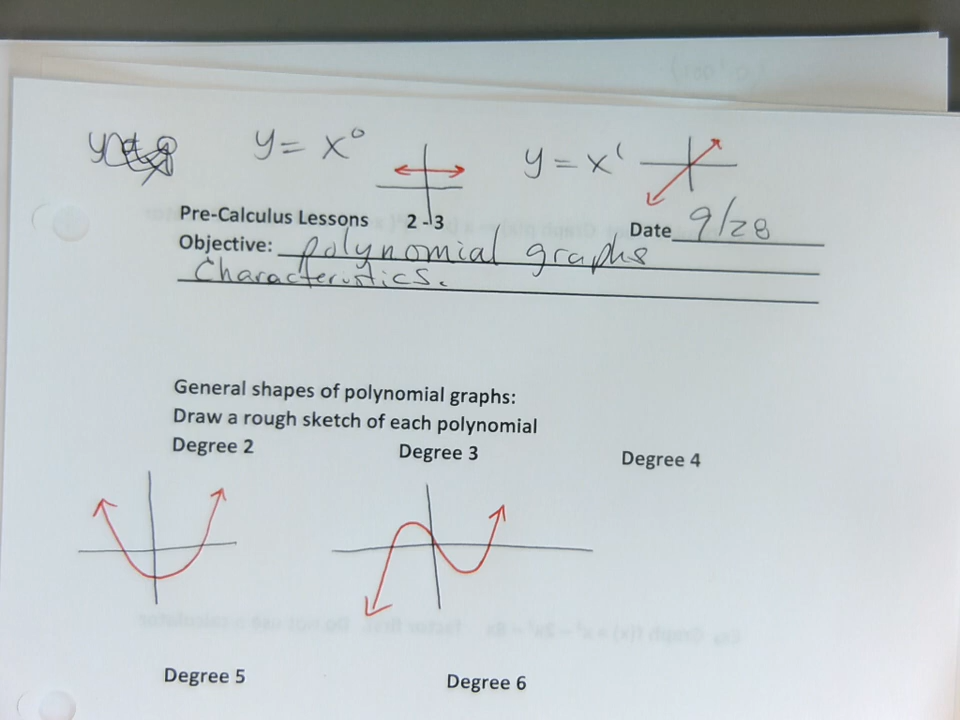 y = x⁰
y = x¹
Pre-Calculus Lessons 2-3 Date 9/28
Objective: polynomial graphs
Characteristics.
General shapes of polynomial graphs:
Draw a rough sketch of each polynomial
Degree 2 Degree 3 Degree 4
Degree 5 Degree 6